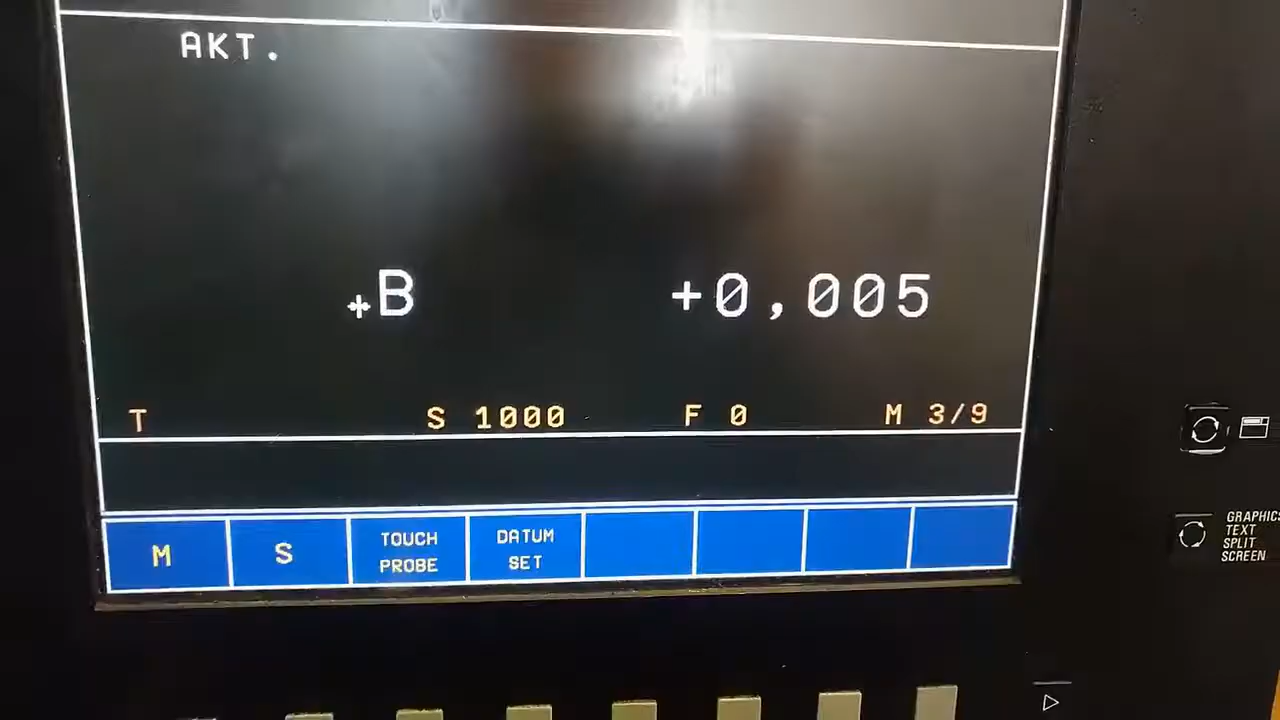 AKT.
B +0,005
T S 1000 F 0 M 3/9
M S TOUCH PROBE DATUM SET
GRAPHICS
TEXT
SPLIT
SCREEN